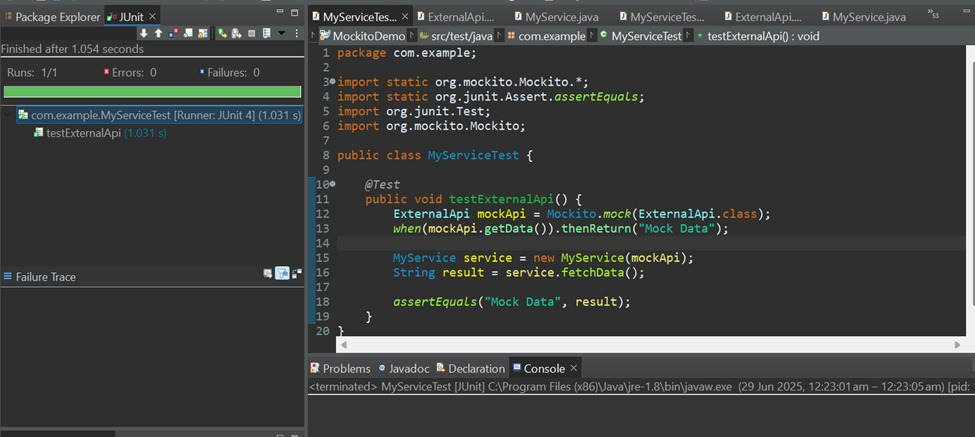 Package Explorer JUnit
Finished after 1.054 seconds
Runs: 1/1 Errors: 0 Failures: 0
com.example.MyServiceTest [Runner: JUnit 4] (1.031 s)
testExternalApi (1.031 s)
Failure Trace
MyServiceTes... ExternalApi.... MyService.java MyServiceTes... ExternalApi.... MyService.java 53
MockitoDemo src/test/java com.example MyServiceTest testExternalApi() : void
1 package com.example;
2
3 import static org.mockito.Mockito.*;
4 import static org.junit.Assert.assertEquals;
5 import org.junit.Test;
6 import org.mockito.Mockito;
7
8 public class MyServiceTest {
9
10 @Test
11 public void testExternalApi() {
12 ExternalApi mockApi = Mockito.mock(ExternalApi.class);
13 when(mockApi.getData()).thenReturn("Mock Data");
14
15 MyService service = new MyService(mockApi);
16 String result = service.fetchData();
17
18 assertEquals("Mock Data", result);
19 }
20 }
Problems Javadoc Declaration Console
<terminated> MyServiceTest [JUnit] C:\Program Files (x86)\Java\jre-1.8\bin\javaw.exe (29 Jun 2025, 12:23:01 am – 12:23:05 am) [pid: